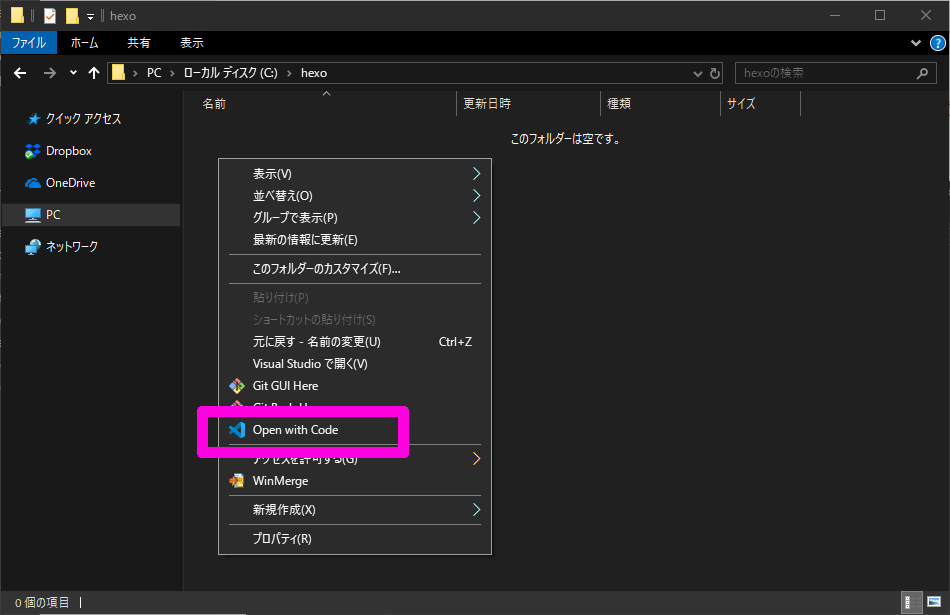 hexo
ファイル ホーム 共有 表示
PC ローカル ディスク (C:) hexo
hexoの検索
クイック アクセス
Dropbox
OneDrive
PC
ネットワーク
名前 更新日時 種類 サイズ
このフォルダーは空です。
表示(V)
並べ替え(O)
グループで表示(P)
最新の情報に更新(E)
このフォルダーのカスタマイズ(F)...
貼り付け(P)
ショートカットの貼り付け(S)
元に戻す - 名前の変更(U) Ctrl+Z
Visual Studio で開く(V)
Git GUI Here
Open with Code
アクセスを許可する(G)
WinMerge
新規作成(X)
プロパティ(R)
0 個の項目